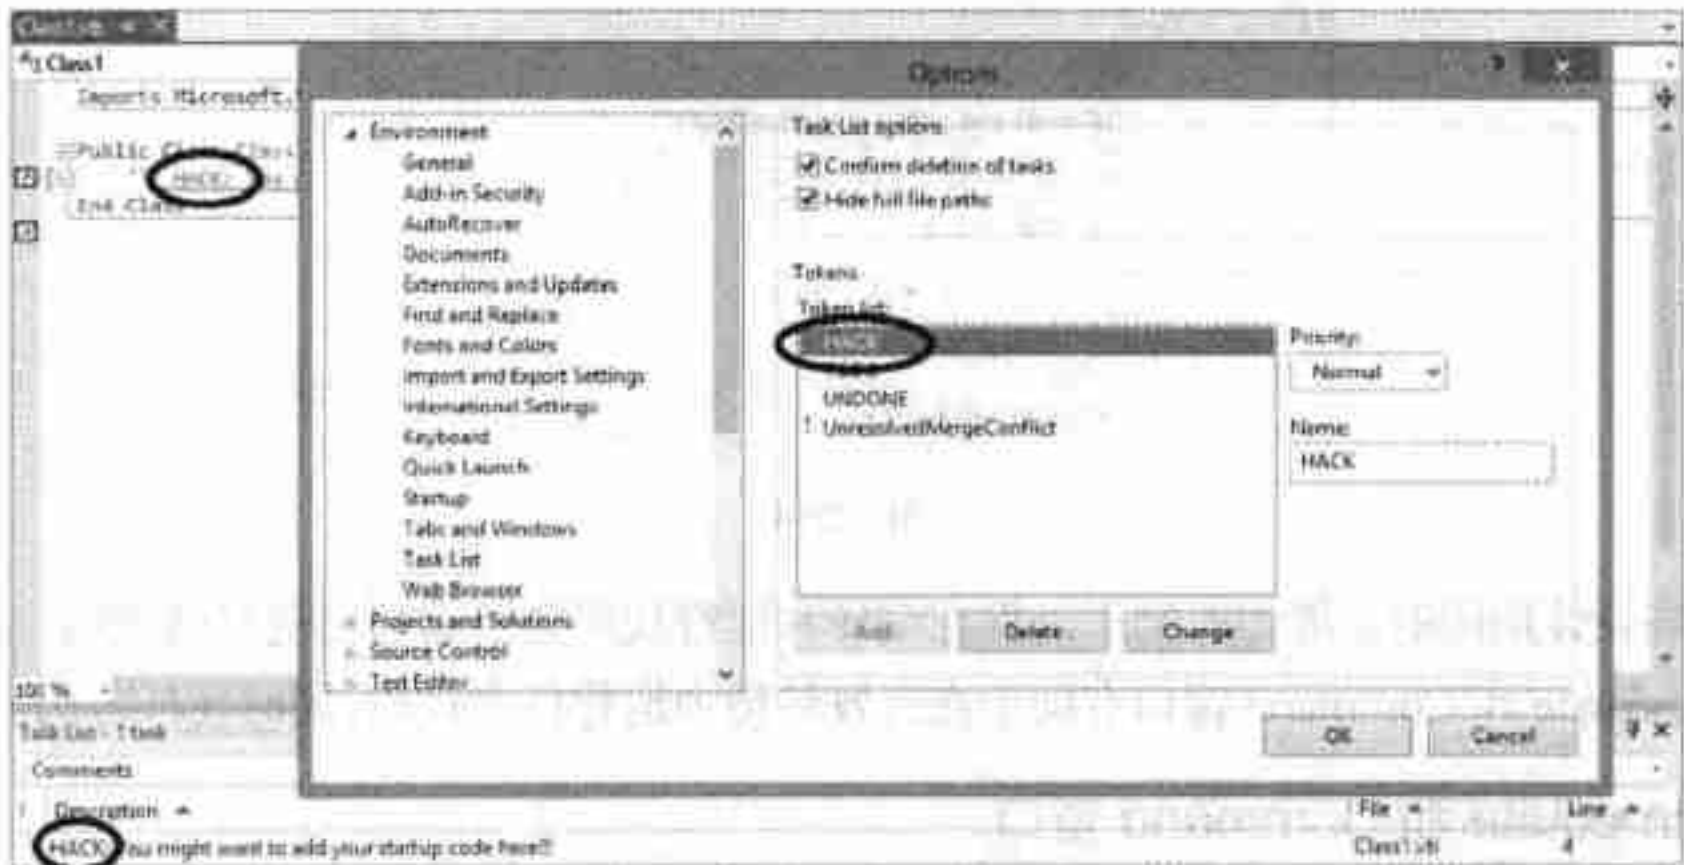 Class1.vb
Class1
Imports Microsoft.
Public Class Class
HACK:
End Class
100 %
Options
Environment
General
Add-in Security
AutoRecover
Documents
Extensions and Updates
Find and Replace
Fonts and Colors
Import and Export Settings
International Settings
Keyboard
Quick Launch
Startup
Tabs and Windows
Task List
Web Browser
Projects and Solutions
Source Control
Text Editor
Task List options
Confirm deletion of tasks
Hide full file paths
Tokens
Token list:
HACK
UNDONE
! UnresolvedMergeConflict
Priority:
Normal
Name:
HACK
Add
Delete
Change
OK
Cancel
Task List - 1 task
Comments
! Description File Line
HACK You might want to add your startup code here!! Class1.vb 4